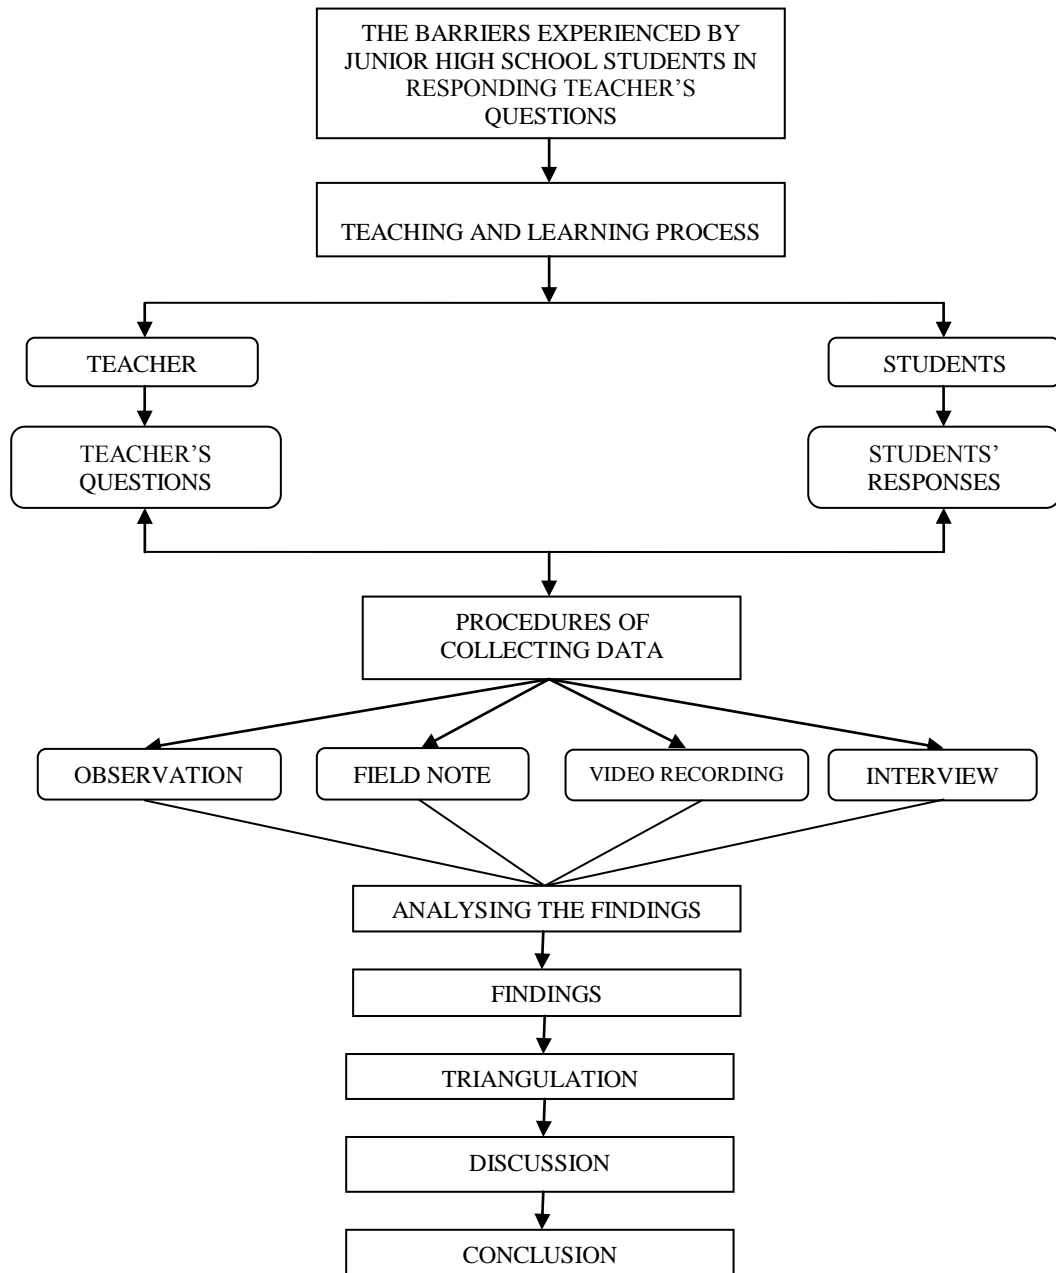 THE BARRIERS EXPERIENCED BY
JUNIOR HIGH SCHOOL STUDENTS IN
RESPONDING TEACHER’S
QUESTIONS
TEACHING AND LEARNING PROCESS
TEACHER
STUDENTS
TEACHER’S
QUESTIONS
STUDENTS’
RESPONSES
PROCEDURES OF
COLLECTING DATA
OBSERVATION
FIELD NOTE
VIDEO RECORDING
INTERVIEW
ANALYSING THE FINDINGS
FINDINGS
TRIANGULATION
DISCUSSION
CONCLUSION